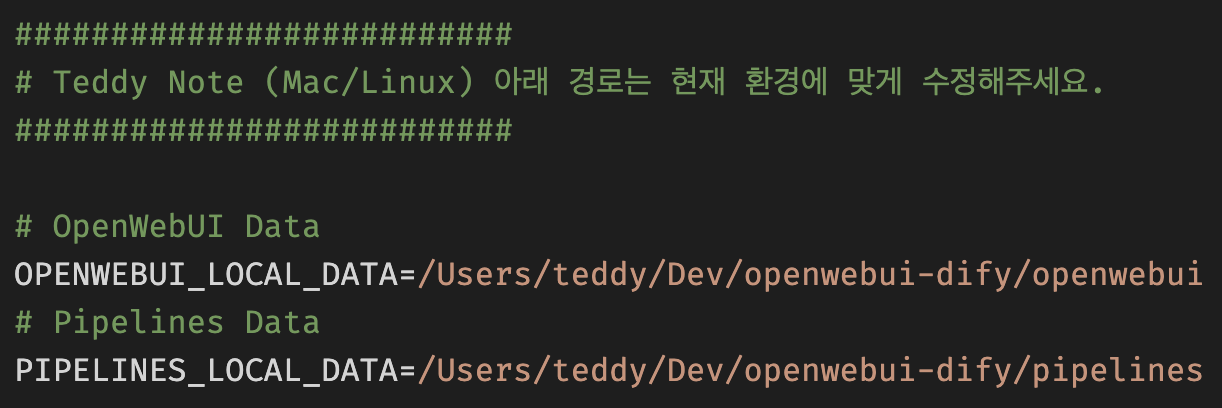 ##########################
# Teddy Note (Mac/Linux) 아래 경로는 현재 환경에 맞게 수정해주세요.
##########################
# OpenWebUI Data
OPENWEBUI_LOCAL_DATA=/Users/teddy/Dev/openwebui-dify/openwebui
# Pipelines Data
PIPELINES_LOCAL_DATA=/Users/teddy/Dev/openwebui-dify/pipelines